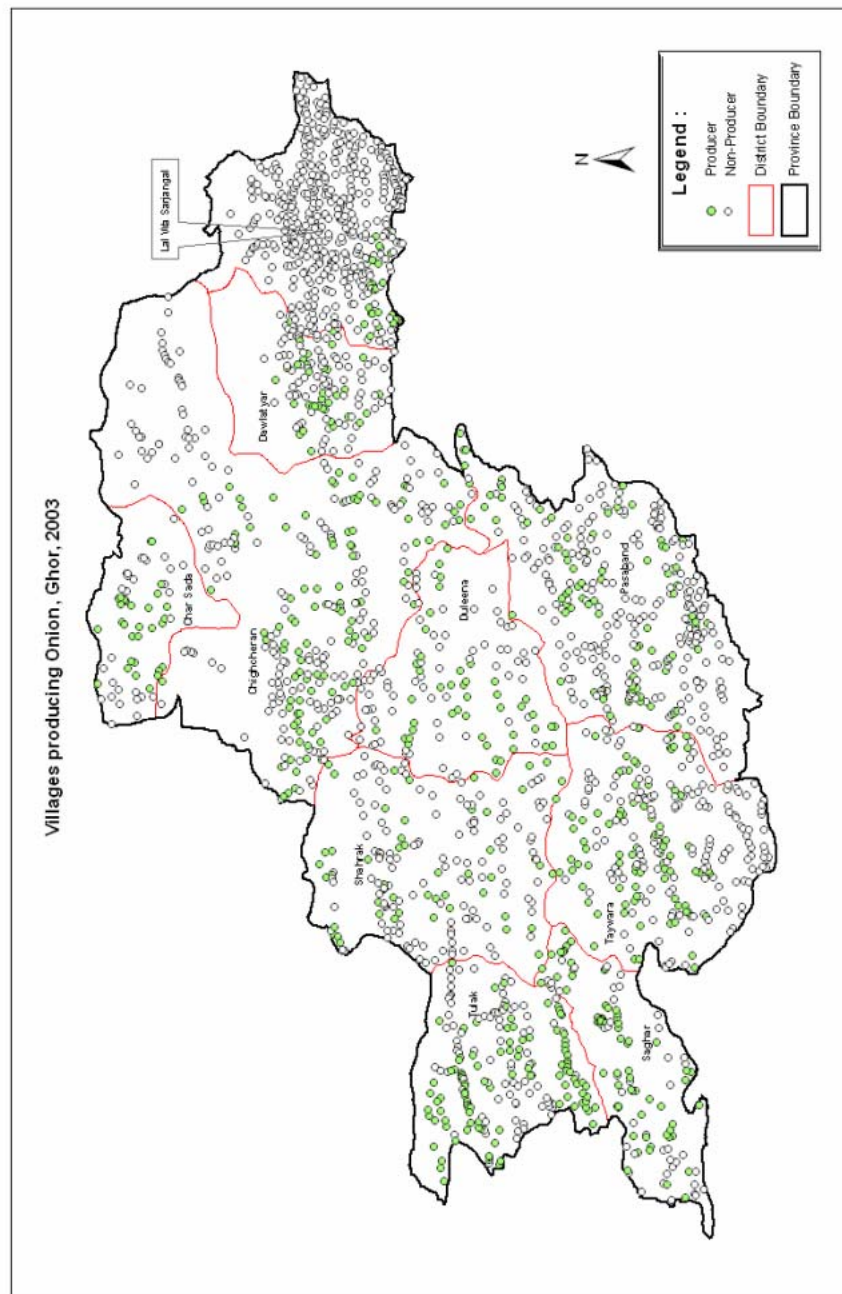 Villages producing Onion, Ghor, 2003
Lal Wa Sarjangal
Char Sada
Dawlatyar
Chighcheran
Shahrak
Duleena
Tulak
Taywara
Pasaband
Saghar
N
Legend :
Producer
Non-Producer
District Boundary
Province Boundary